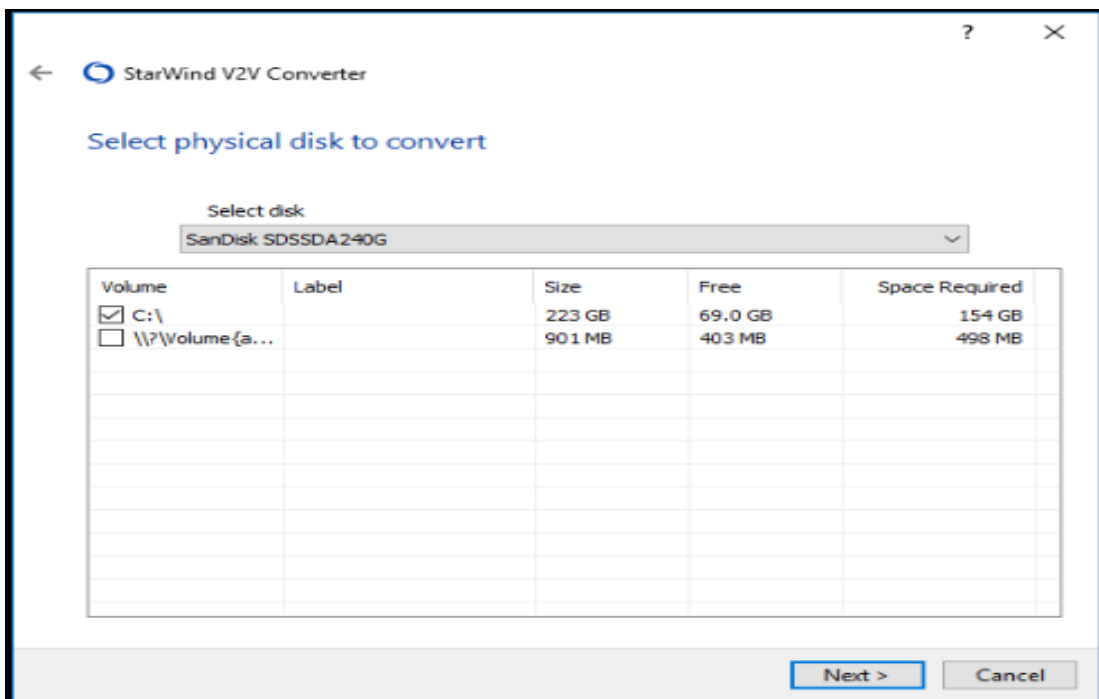 ?
StarWind V2V Converter
Select physical disk to convert
Select disk
SanDisk SDSSDA240G
Volume Label Size Free Space Required
C:\ 223 GB 69.0 GB 154 GB
\\?\Volume{a... 901 MB 403 MB 498 MB
Next > Cancel